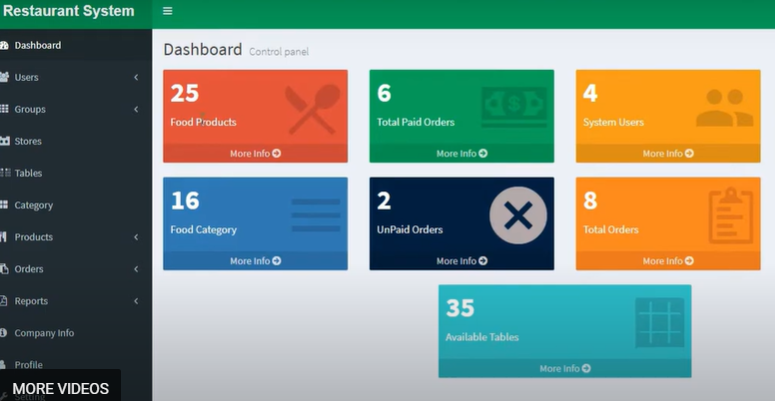 Restaurant System
Dashboard
Users
Groups
Stores
Tables
Category
Products
Orders
Reports
Company Info
Profile
Setting
MORE VIDEOS
Dashboard Control panel
25
Food Products
More Info
6
Total Paid Orders
More Info
4
System Users
More Info
16
Food Category
More Info
2
UnPaid Orders
More Info
8
Total Orders
More Info
35
Available Tables
More Info